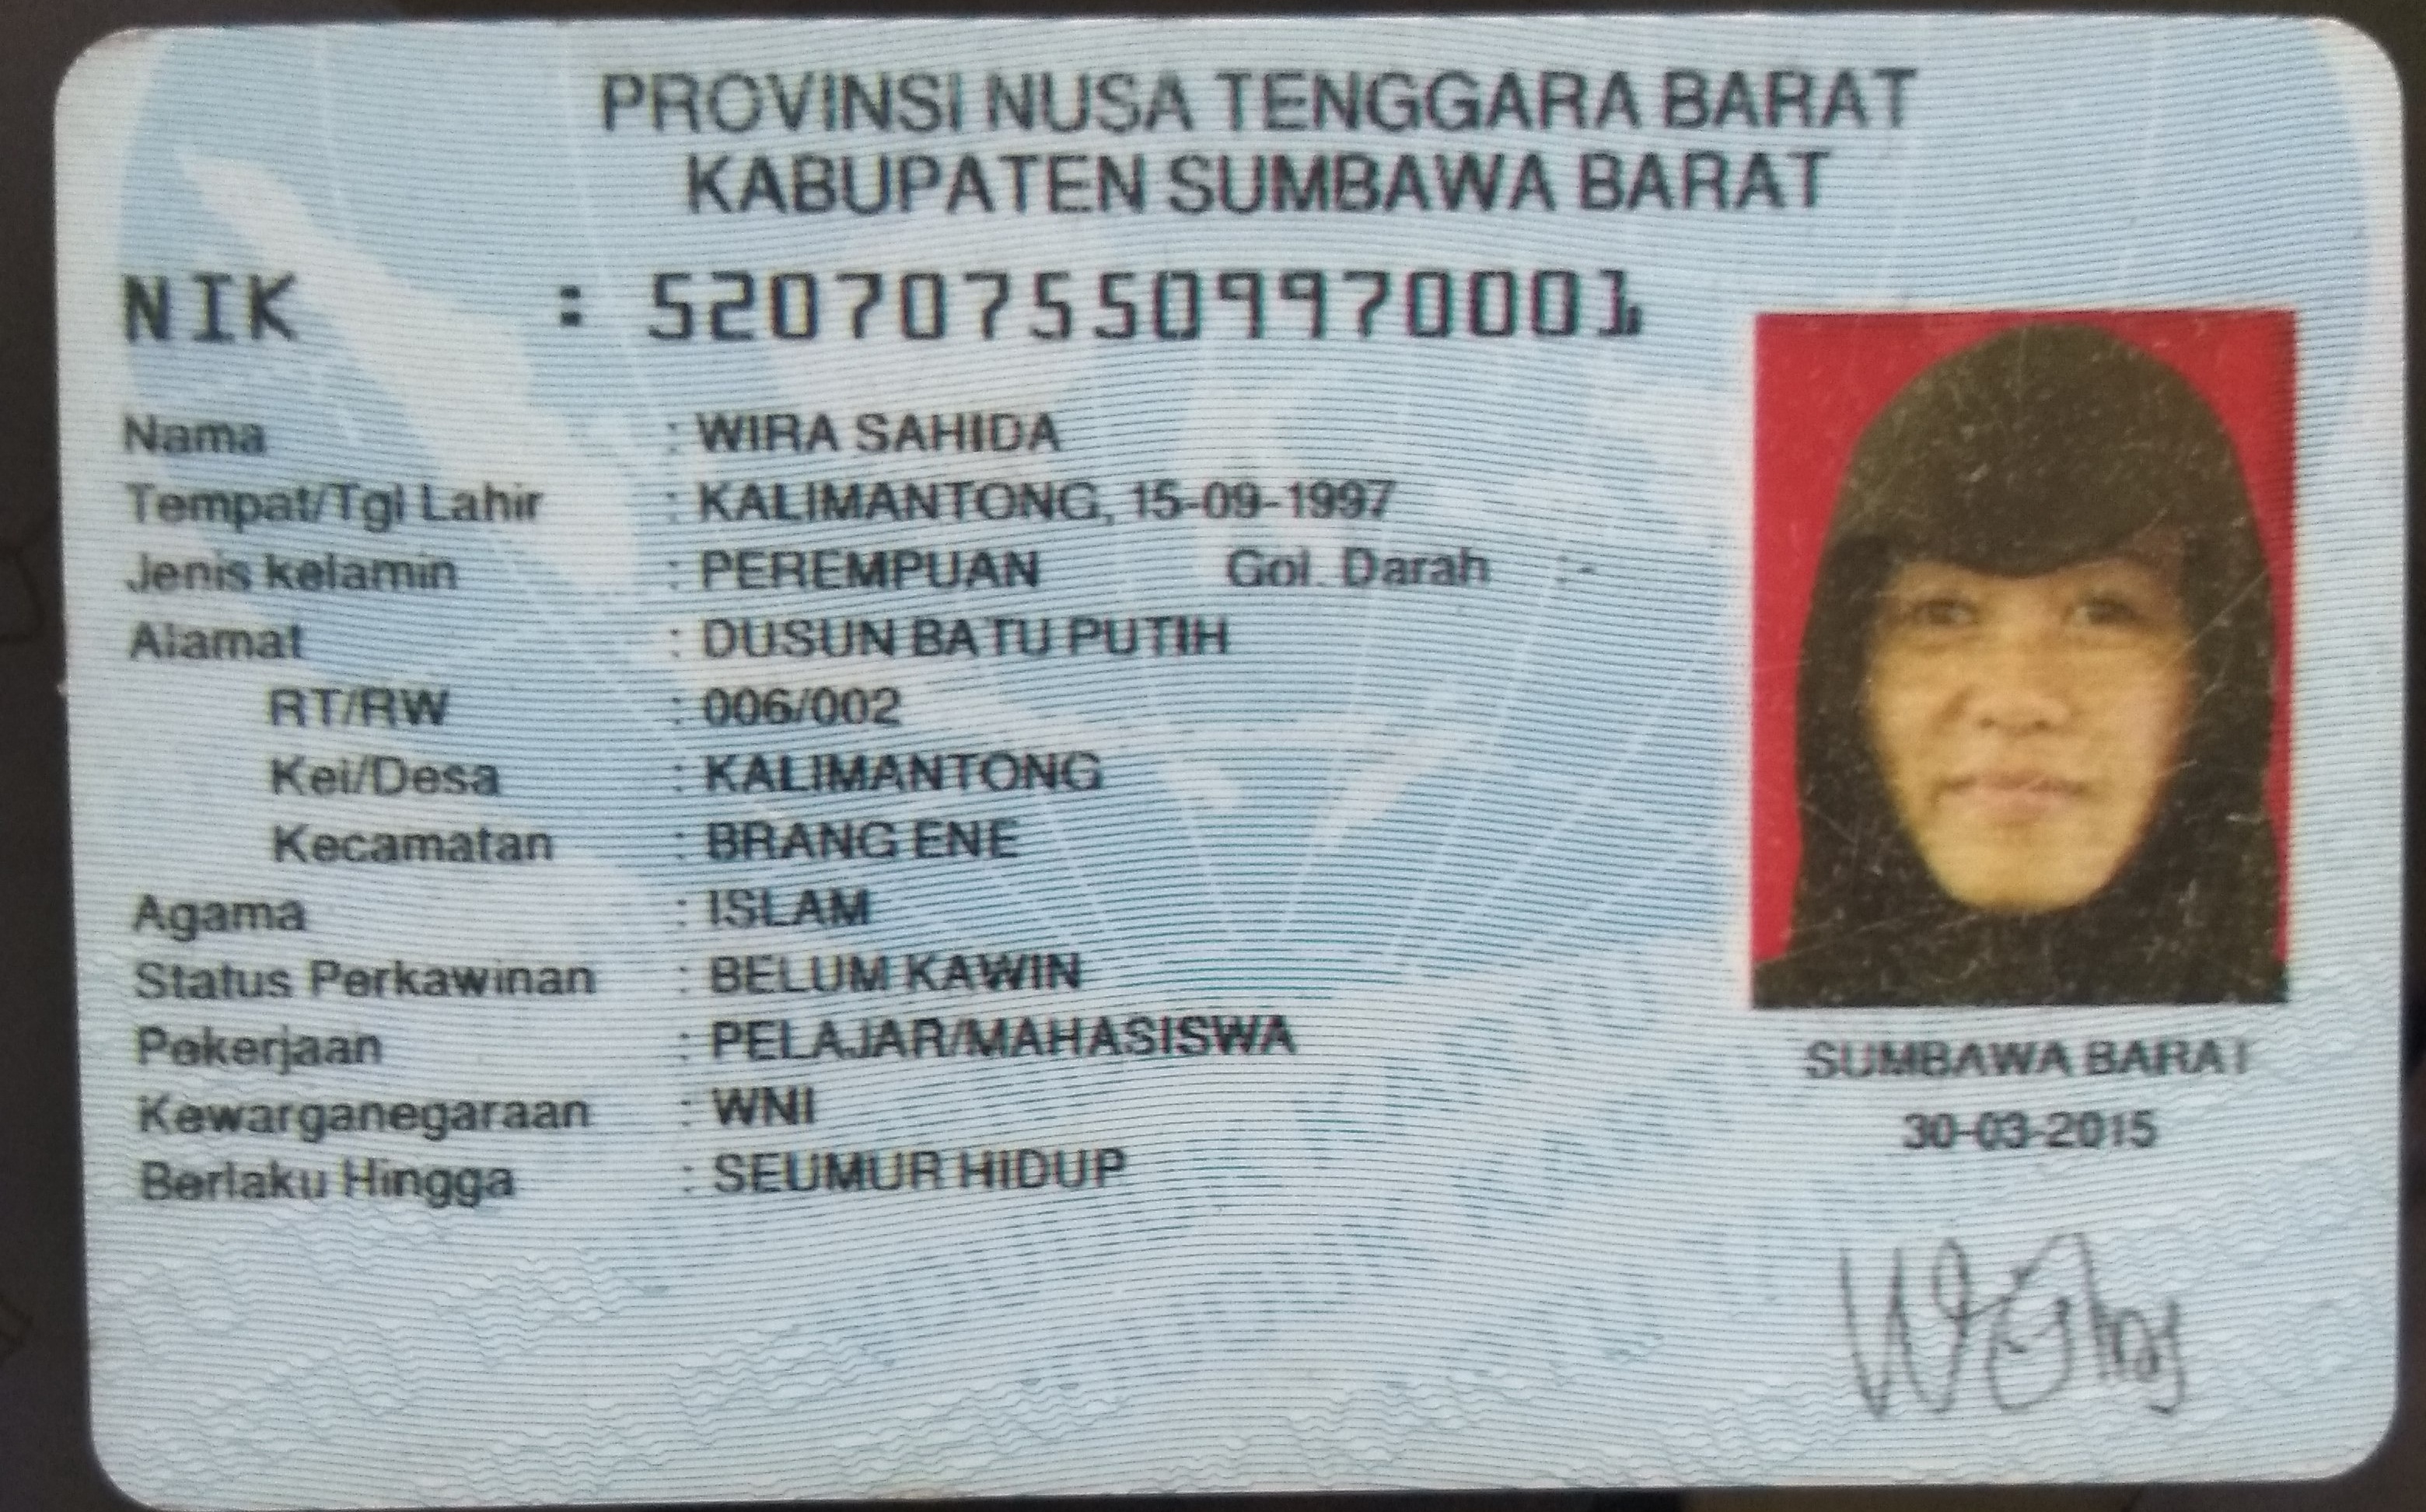 PROVINSI NUSA TENGGARA BARAT
KABUPATEN SUMBAWA BARAT
NIK : 5207075509970001
Nama : WIRA SAHIDA
Tempat/Tgl Lahir : KALIMANTONG, 15-09-1997
Jenis kelamin : PEREMPUAN Gol. Darah : -
Alamat : DUSUN BATU PUTIH
RT/RW : 006/002
Kel/Desa : KALIMANTONG
Kecamatan : BRANG ENE
Agama : ISLAM
Status Perkawinan : BELUM KAWIN
Pekerjaan : PELAJAR/MAHASISWA
Kewarganegaraan : WNI
Berlaku Hingga : SEUMUR HIDUP
SUMBAWA BARAT
30-03-2015